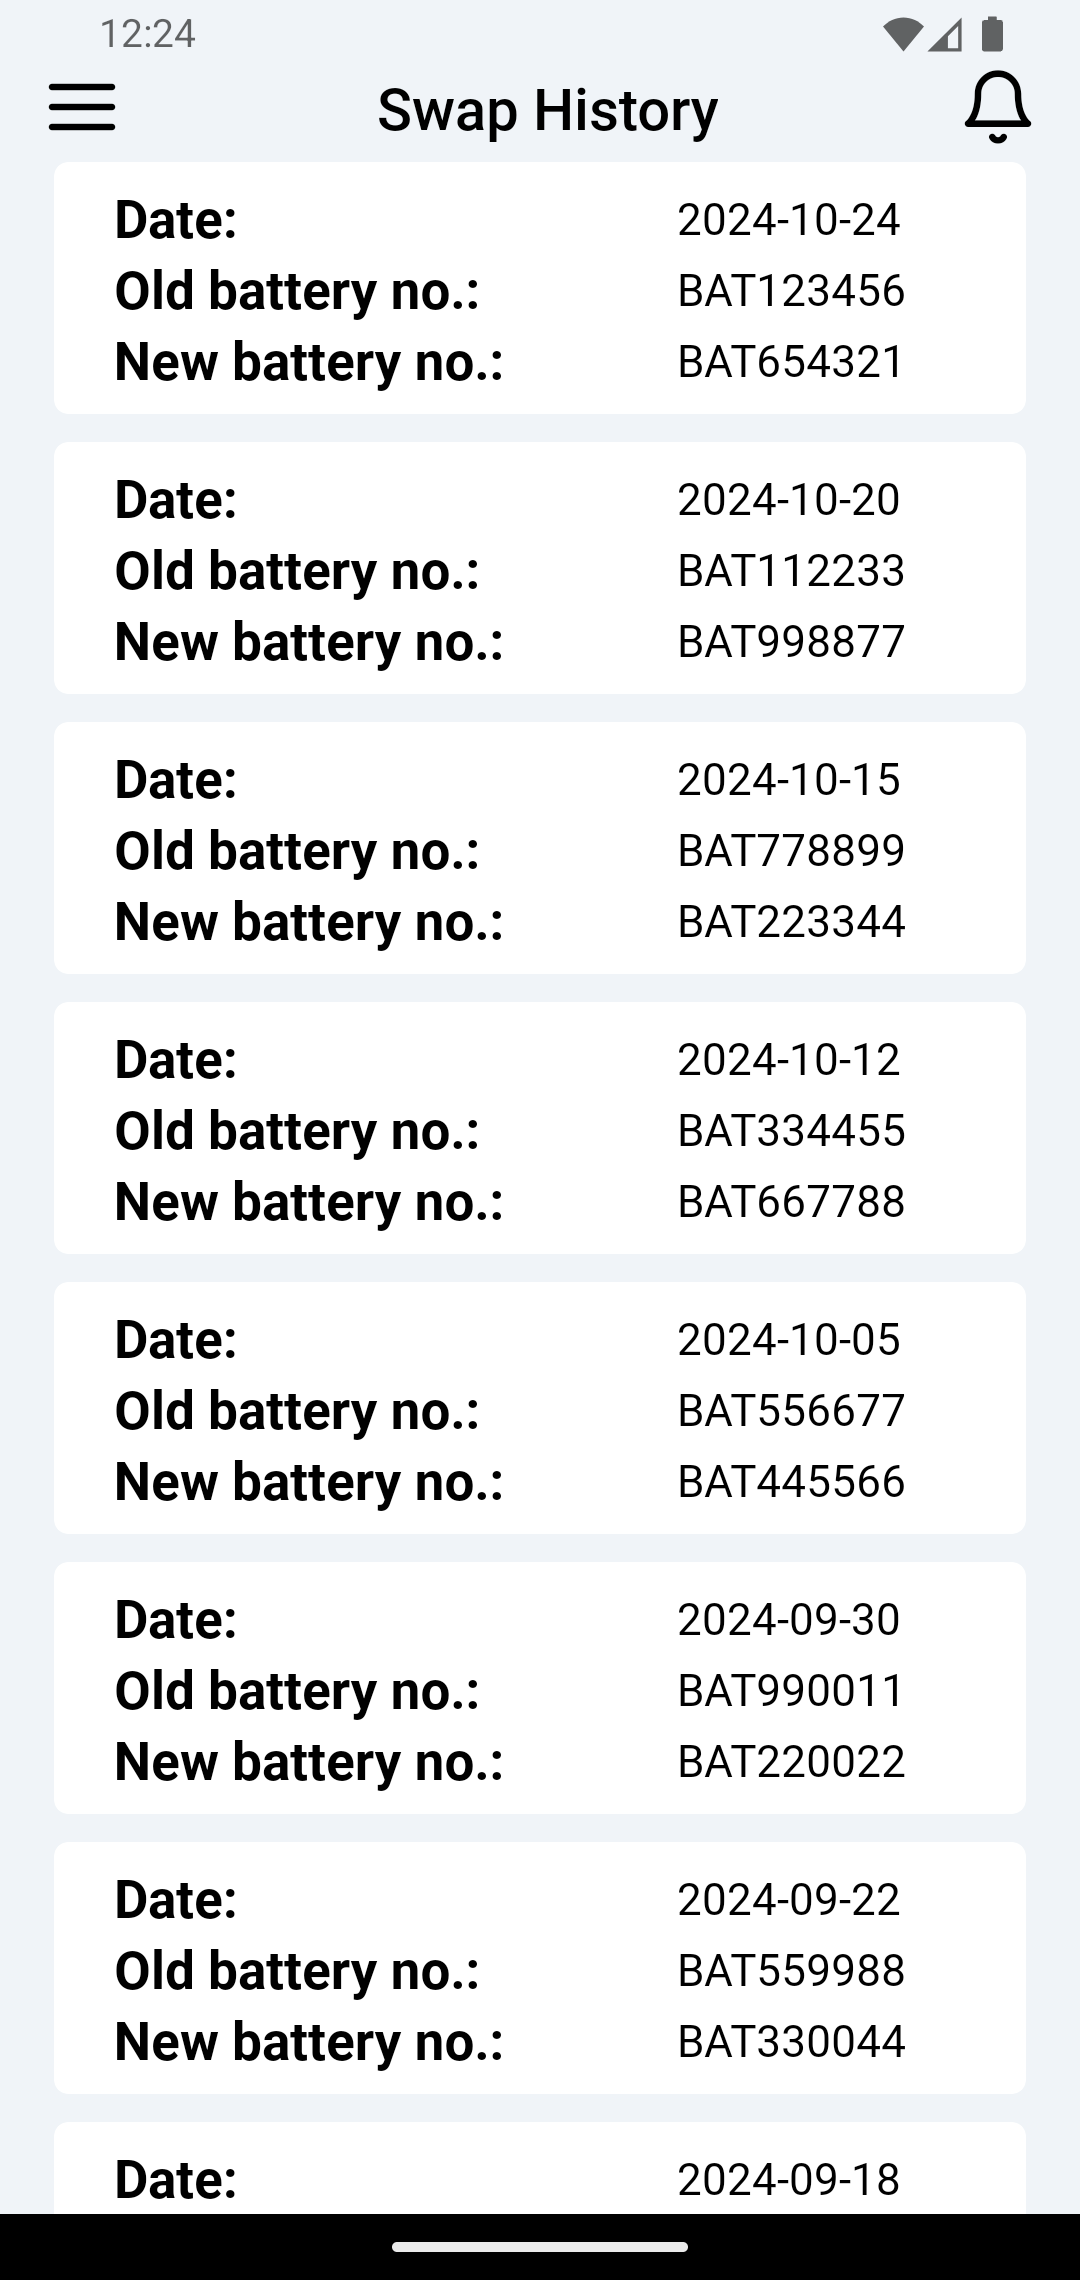 12:24
Swap History
Date: 2024-10-24
Old battery no.: BAT123456
New battery no.: BAT654321
Date: 2024-10-20
Old battery no.: BAT112233
New battery no.: BAT998877
Date: 2024-10-15
Old battery no.: BAT778899
New battery no.: BAT223344
Date: 2024-10-12
Old battery no.: BAT334455
New battery no.: BAT667788
Date: 2024-10-05
Old battery no.: BAT556677
New battery no.: BAT445566
Date: 2024-09-30
Old battery no.: BAT990011
New battery no.: BAT220022
Date: 2024-09-22
Old battery no.: BAT559988
New battery no.: BAT330044
Date: 2024-09-18